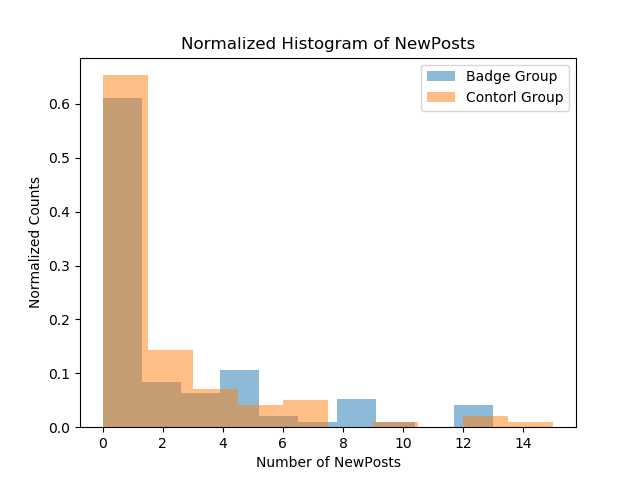 Normalized Histogram of NewPosts
Badge Group
Contorl Group
Normalized Counts
0.6
0.5
0.4
0.3
0.2
0.1
0.0
0 2 4 6 8 10 12 14
Number of NewPosts